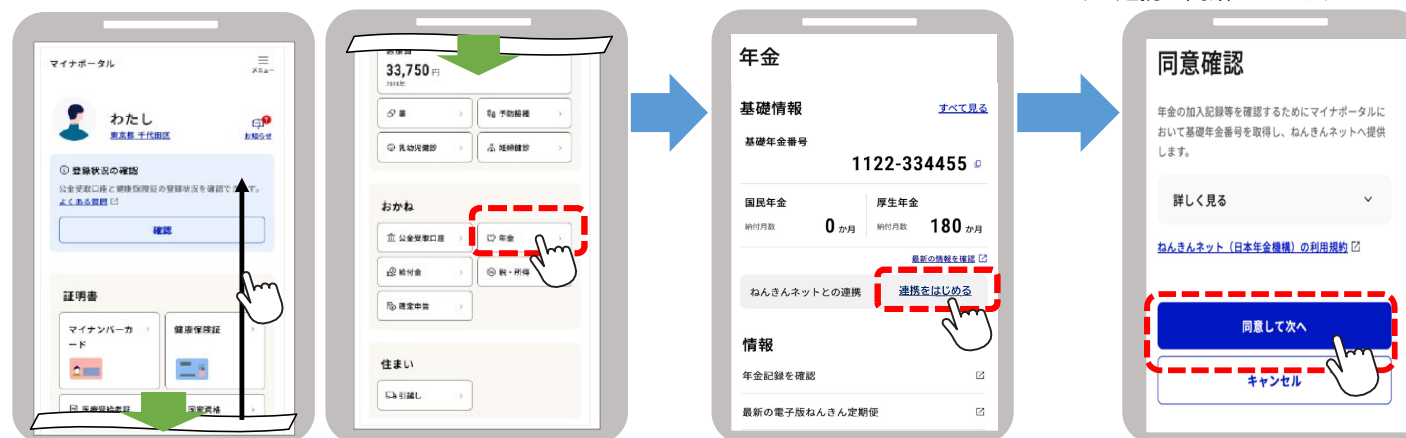 マイナポータル
メニュー
わたし
東京都 千代田区
お知らせ
登録状況の確認
公金受取口座と健康保険証の登録状況を確認で
す。
よくある質問
確認
証明書
マイナンバーカ
ード
健康保険証
33,750円
2024年
薬
予防接種
乳幼児健診
妊婦健診
おかね
公金受取口座
年金
給付金
税・所得
確定申告
住まい
引越し
年金
基礎情報
すべて見る
基礎年金番号
1122-334455
国民年金
厚生年金
納付月数 0 か月
納付月数 180 か月
最新の情報を確認
ねんきんネットとの連携
連携をはじめる
情報
年金記録を確認
最新の電子版ねんきん定期便
同意確認
年金の加入記録等を確認するためにマイナポータルに
おいて基礎年金番号を取得し、ねんきんネットへ提供
します。
詳しく見る
ねんきんネット（日本年金機構）の利用規約
同意して次へ
キャンセル